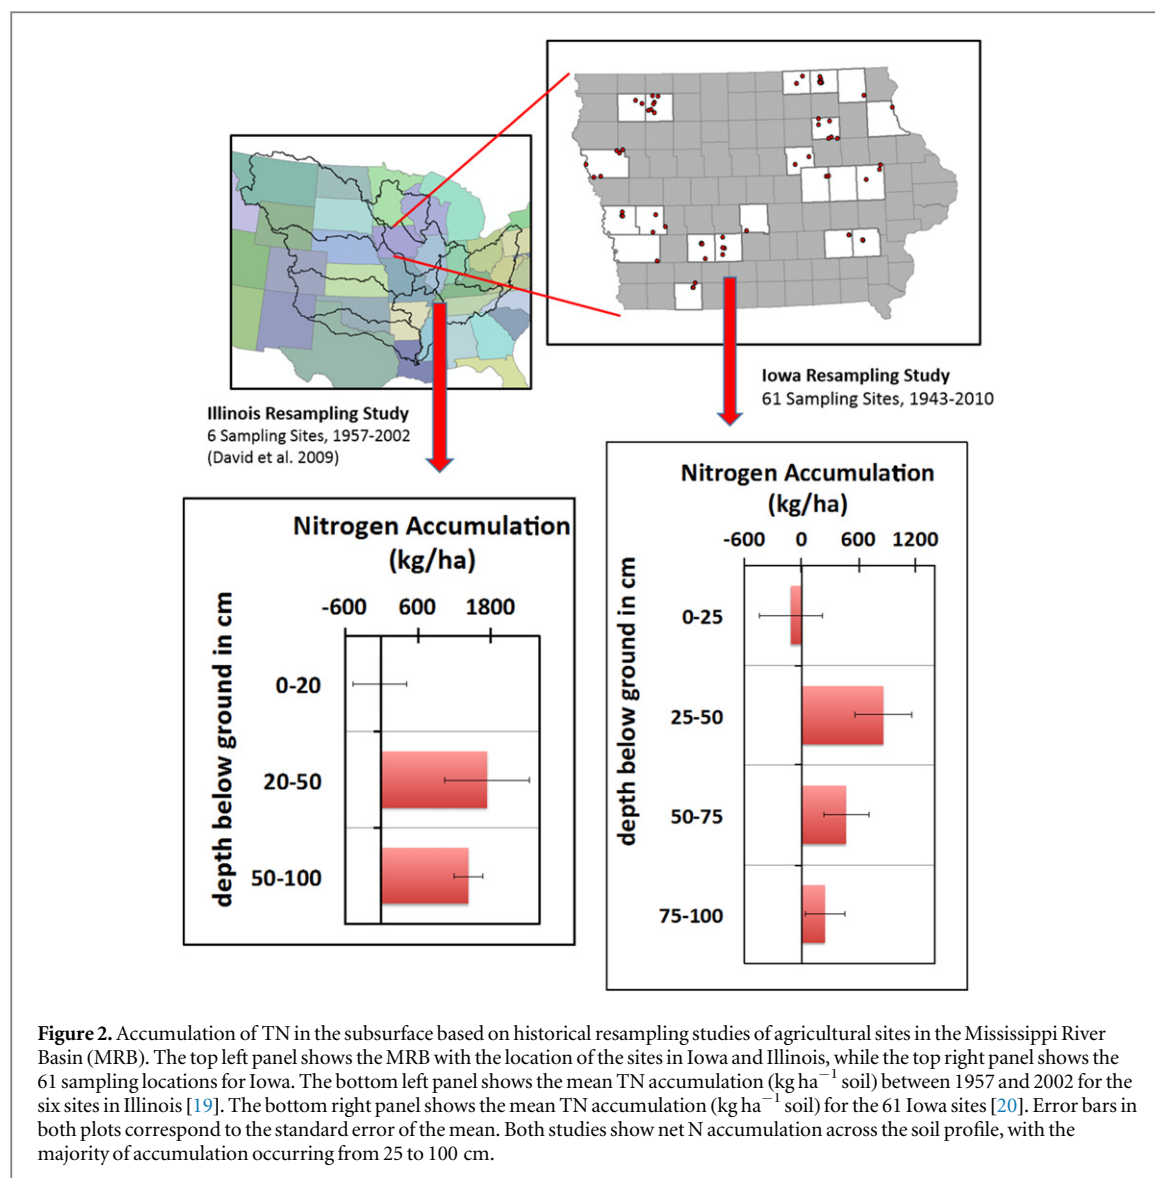 Illinois Resampling Study
6 Sampling Sites, 1957-2002
(David et al. 2009)
Iowa Resampling Study
61 Sampling Sites, 1943-2010
Nitrogen Accumulation
(kg/ha)
-600 600 1800
depth below ground in cm
0-20
20-50
50-100
Nitrogen Accumulation
(kg/ha)
-600 0 600 1200
depth below ground in cm
0-25
25-50
50-75
75-100
Figure 2. Accumulation of TN in the subsurface based on historical resampling studies of agricultural sites in the Mississippi River
Basin (MRB). The top left panel shows the MRB with the location of the sites in Iowa and Illinois, while the top right panel shows the
61 sampling locations for Iowa. The bottom left panel shows the mean TN accumulation (kg ha⁻¹ soil) between 1957 and 2002 for the
six sites in Illinois [19]. The bottom right panel shows the mean TN accumulation (kg ha⁻¹ soil) for the 61 Iowa sites [20]. Error bars in
both plots correspond to the standard error of the mean. Both studies show net N accumulation across the soil profile, with the
majority of accumulation occurring from 25 to 100 cm.